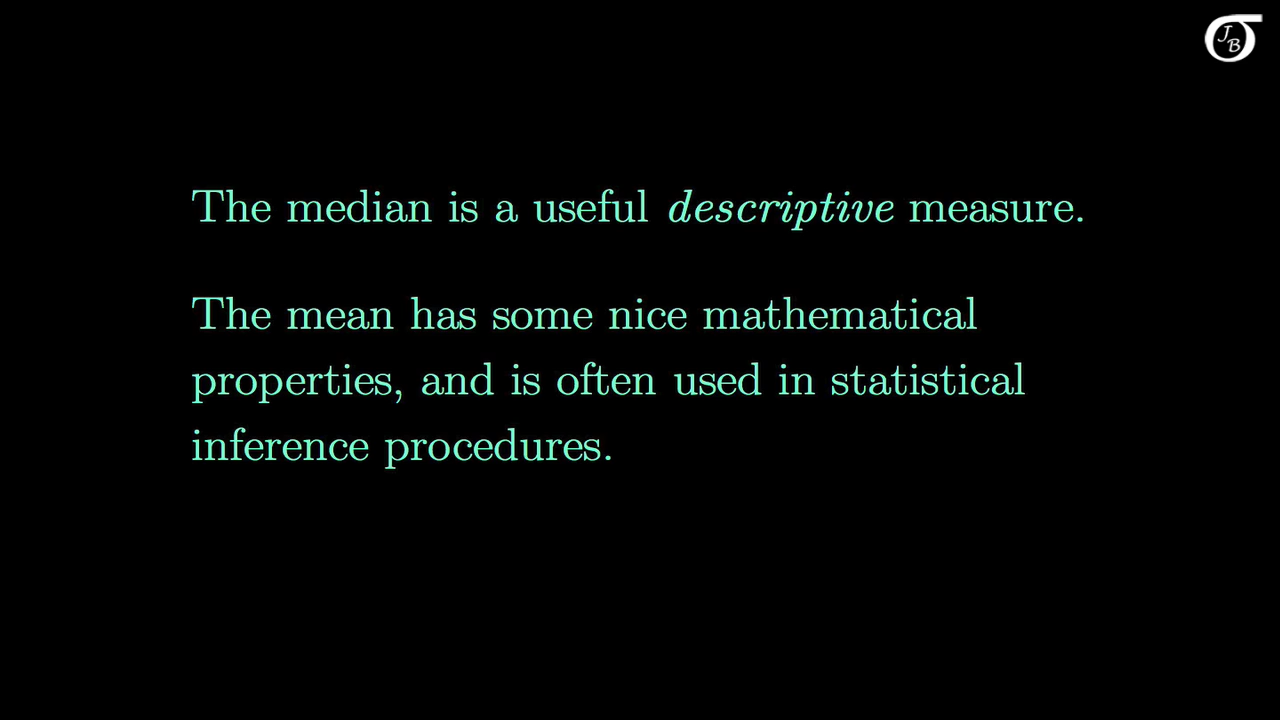 σ JB
The median is a useful descriptive measure.
The mean has some nice mathematical
properties, and is often used in statistical
inference procedures.